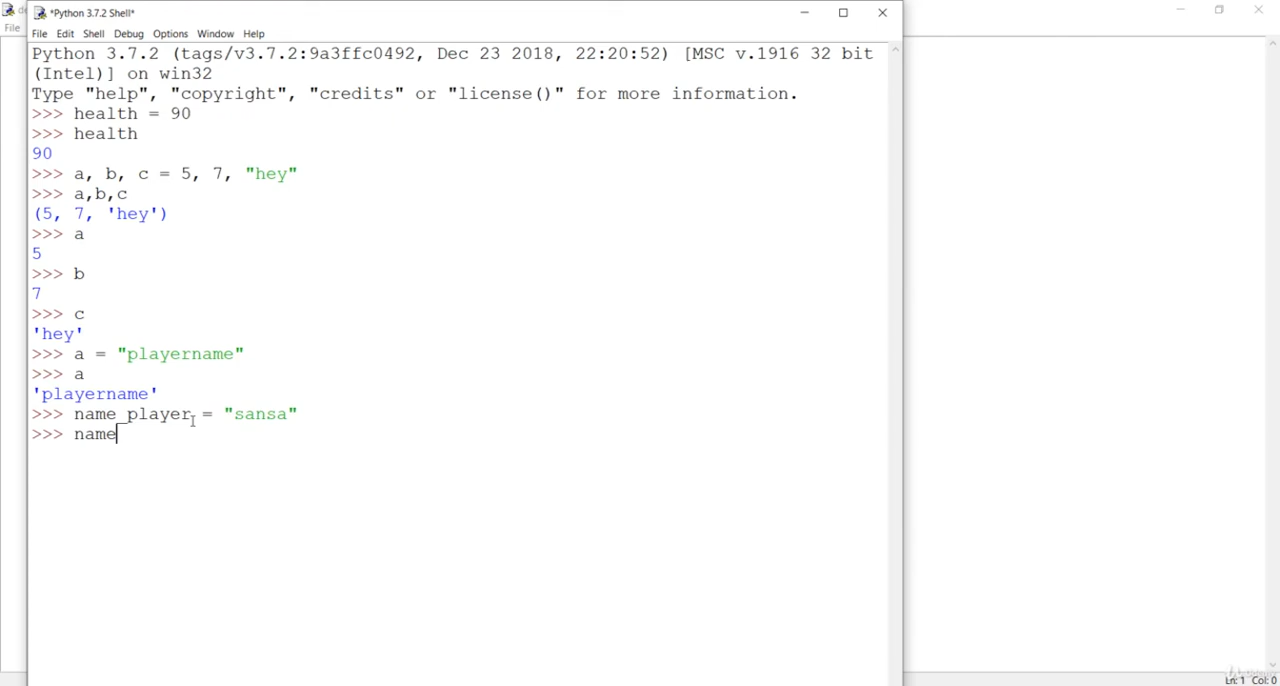 *Python 3.7.2 Shell*
File Edit Shell Debug Options Window Help
File
Python 3.7.2 (tags/v3.7.2:9a3ffc0492, Dec 23 2018, 22:20:52) [MSC v.1916 32 bit
(Intel)] on win32
Type "help", "copyright", "credits" or "license()" for more information.
>>> health = 90
>>> health
90
>>> a, b, c = 5, 7, "hey"
>>> a,b,c
(5, 7, 'hey')
>>> a
5
>>> b
7
>>> c
'hey'
>>> a = "playername"
>>> a
'playername'
>>> name_player = "sansa"
>>> name
Ln: 1 Col: 0